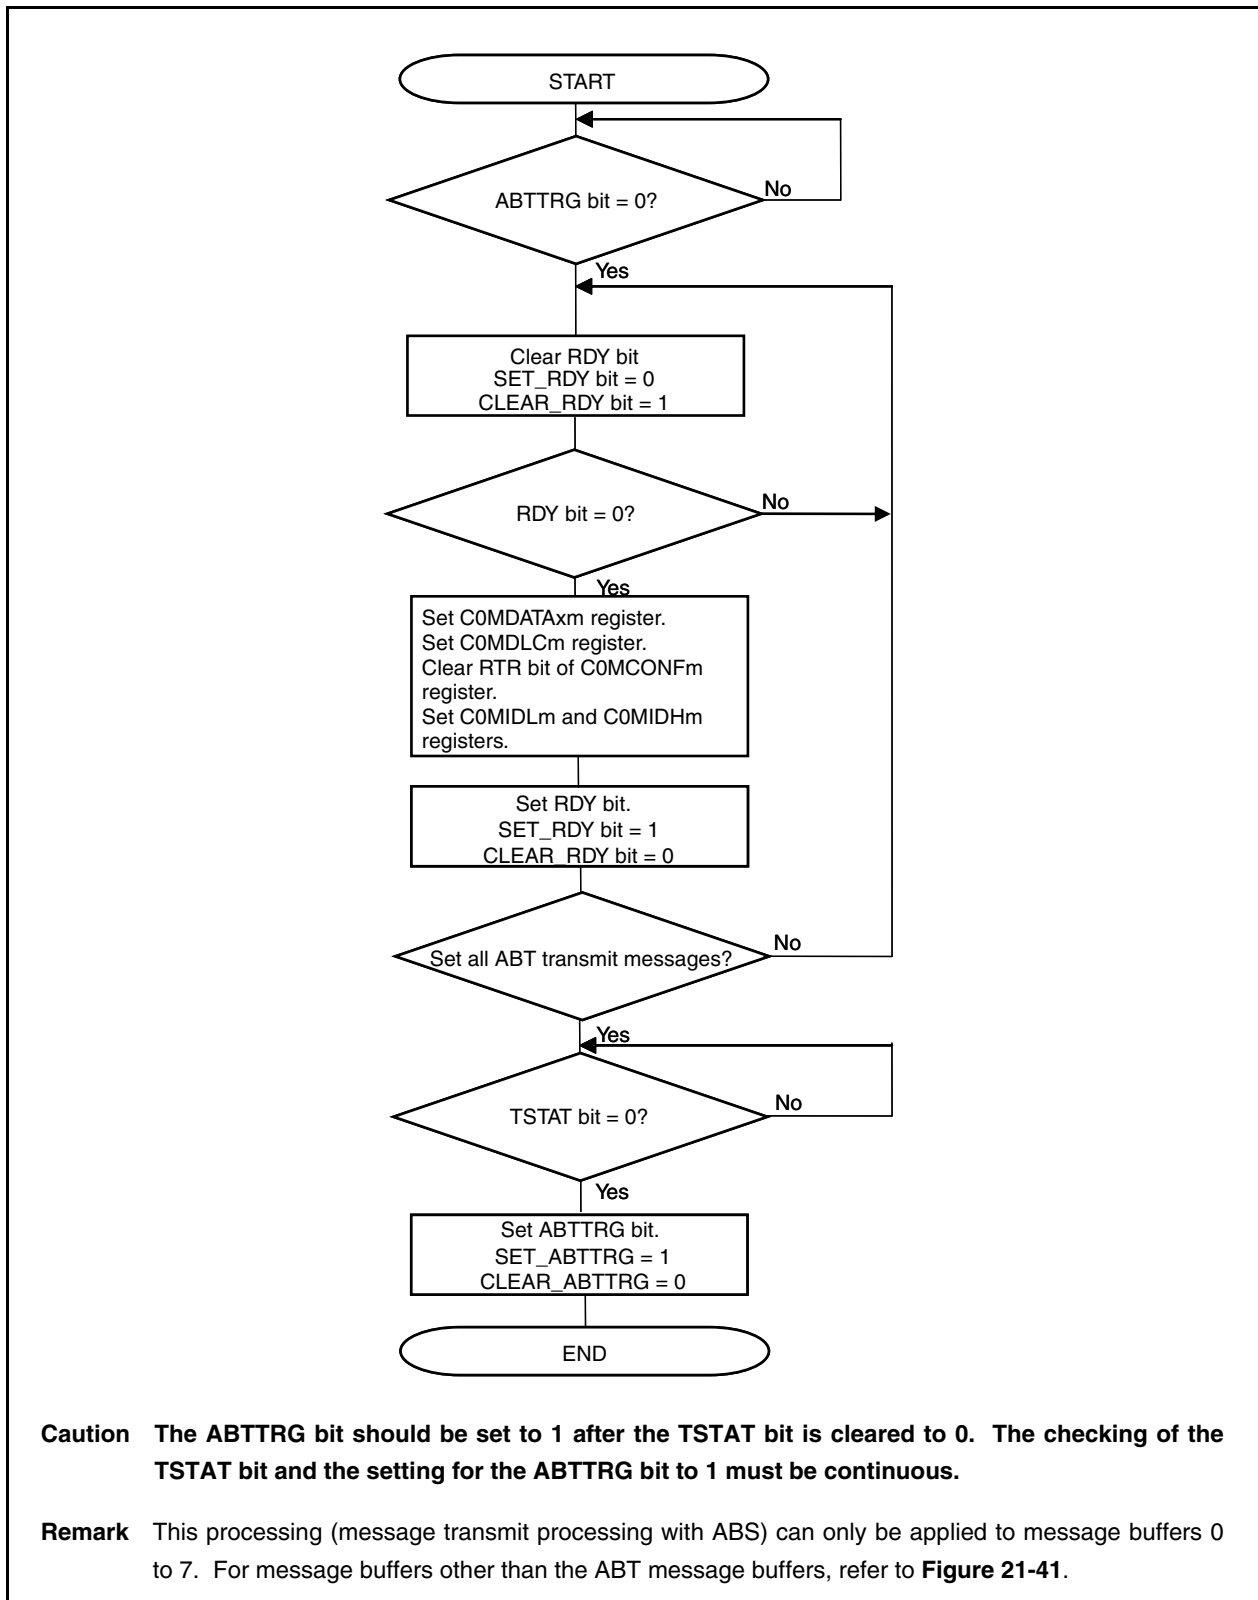 START
ABTTRG bit = 0?
No
Yes
Clear RDY bit
SET_RDY bit = 0
CLEAR_RDY bit = 1
RDY bit = 0?
No
Yes
Set C0MDATAxm register.
Set C0MDLCm register.
Clear RTR bit of C0MCONFm
register.
Set C0MIDLm and C0MIDHm
registers.
Set RDY bit.
SET_RDY bit = 1
CLEAR_RDY bit = 0
Set all ABT transmit messages?
No
Yes
TSTAT bit = 0?
No
Yes
Set ABTTRG bit.
SET_ABTTRG = 1
CLEAR_ABTTRG = 0
END
Caution The ABTTRG bit should be set to 1 after the TSTAT bit is cleared to 0. The checking of the
TSTAT bit and the setting for the ABTTRG bit to 1 must be continuous.
Remark This processing (message transmit processing with ABS) can only be applied to message buffers 0
to 7. For message buffers other than the ABT message buffers, refer to Figure 21-41.